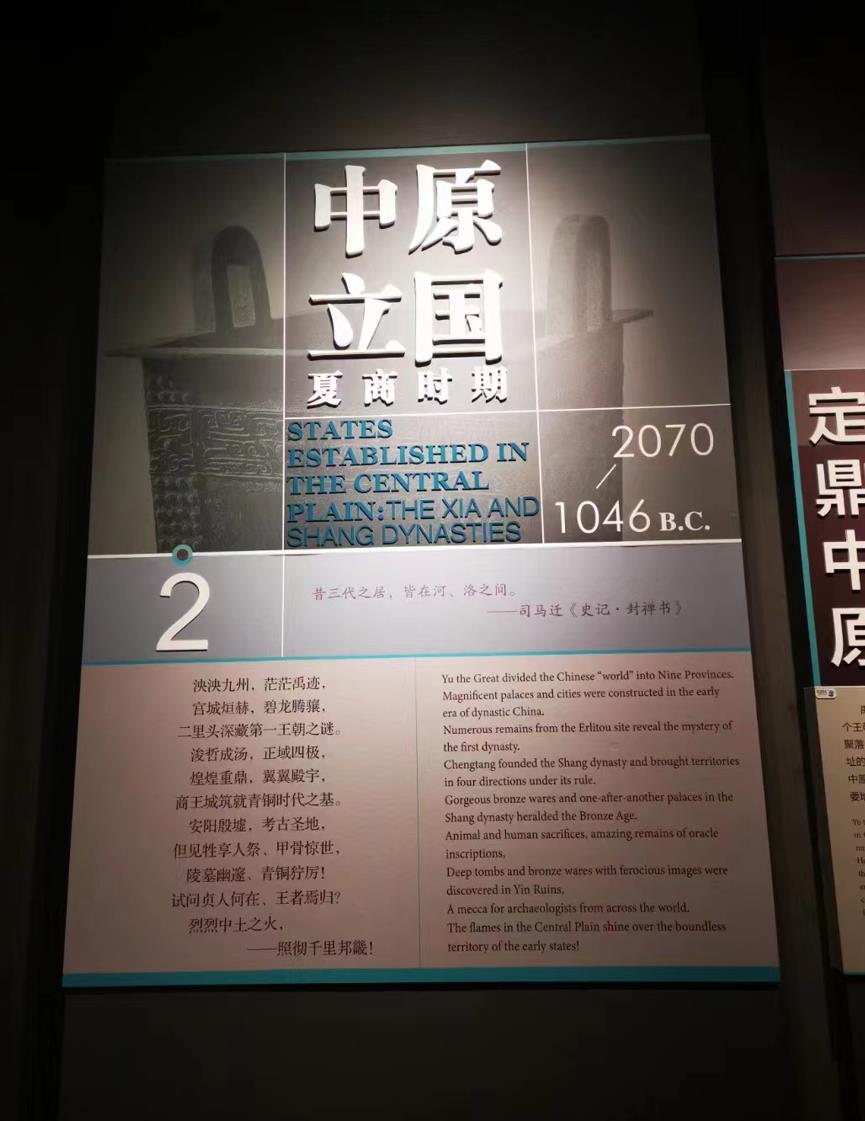 中原
立国
夏商时期
STATES
ESTABLISHED IN
THE CENTRAL
PLAIN:THE XIA AND
SHANG DYNASTIES
2070
/
1046 B.C.
2
昔三代之居，皆在河、洛之间。
——司马迁《史记·封禅书》
泱泱九州，茫茫禹迹，
宫城烜赫，碧龙腾骧，
二里头深藏第一王朝之谜。
浚哲成汤，正域四极，
煌煌重鼎，翼翼殿宇，
商王城筑就青铜时代之基。
安阳殷墟，考古圣地，
但见牲享人祭、甲骨惊世，
陵墓幽邃、青铜狞厉！
试问贞人何在、王者焉归？
烈烈中土之火，
——照彻千里邦畿！
Yu the Great divided the Chinese “world” into Nine Provinces.
Magnificent palaces and cities were constructed in the early
era of dynastic China.
Numerous remains from the Erlitou site reveal the mystery of
the first dynasty.
Chengtang founded the Shang dynasty and brought territories
in four directions under its rule.
Gorgeous bronze wares and one-after-another palaces in the
Shang dynasty heralded the Bronze Age.
Animal and human sacrifices, amazing remains of oracle
inscriptions,
Deep tombs and bronze wares with ferocious images were
discovered in Yin Ruins,
A mecca for archaeologists from across the world.
The flames in the Central Plain shine over the boundless
territory of the early states!
定
鼎
中
原
个王
聚落
址的
中原
要地